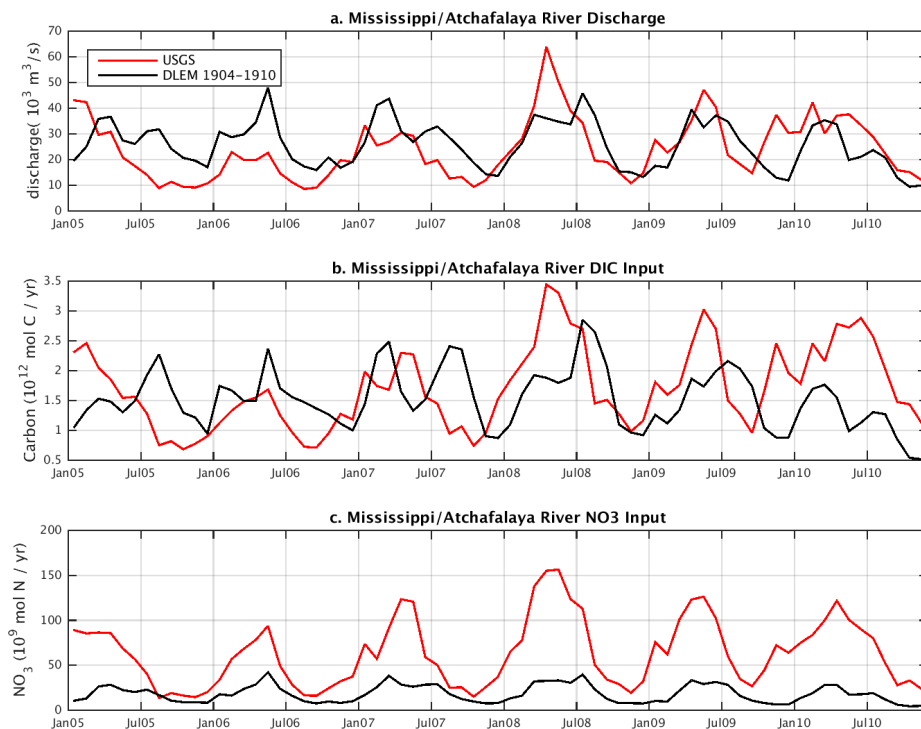 a. Mississippi/Atchafalaya River Discharge
70
60
50
40
30
20
10
0
discharge( 10³ m³/s)
USGS
DLEM 1904-1910
Jan05 Jul05 Jan06 Jul06 Jan07 Jul07 Jan08 Jul08 Jan09 Jul09 Jan10 Jul10
b. Mississippi/Atchafalaya River DIC Input
3.5
3
2.5
2
1.5
1
0.5
Carbon (10¹² mol C / yr)
Jan05 Jul05 Jan06 Jul06 Jan07 Jul07 Jan08 Jul08 Jan09 Jul09 Jan10 Jul10
c. Mississippi/Atchafalaya River NO3 Input
200
150
100
50
0
NO₃ (10⁹ mol N / yr)
Jan05 Jul05 Jan06 Jul06 Jan07 Jul07 Jan08 Jul08 Jan09 Jul09 Jan10 Jul10